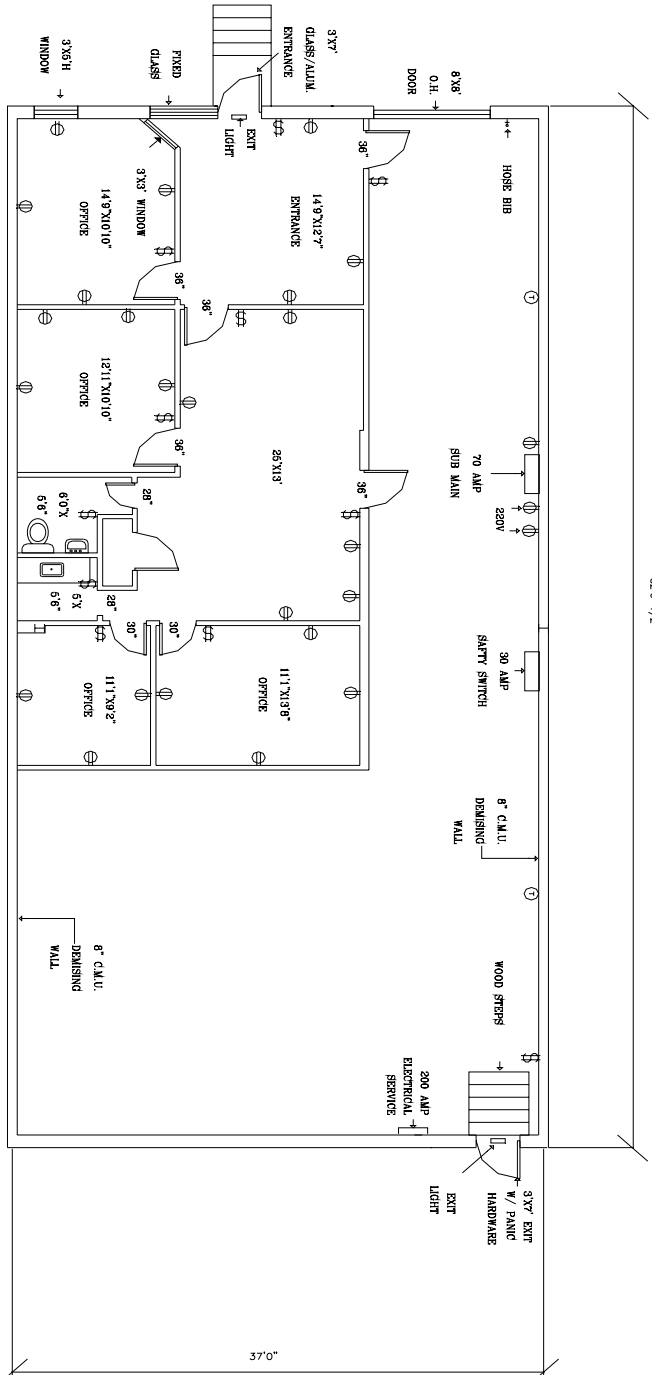 3'X7'
GLASS/ALUM.
ENTRANCE
8'X8'
O.H.
DOOR
FIXED
GLASS
3'X5'H
WINDOW
EXIT
LIGHT
36"
HOSE BIB
3'X3' WINDOW
14'9"X10'10"
OFFICE
14'9"X12'7"
ENTRANCE
36"
36"
T
12'11"X10'10"
OFFICE
36"
25'X13'
36"
70 AMP
SUB MAIN
220V
6'0"X
5'6"
28"
5'X
5'6"
28"
30"
30"
30 AMP
SAFTY SWITCH
11'1"X9'2"
OFFICE
11'1"X13'8"
OFFICE
8" C.M.U.
DEMISING
WALL
T
8" C.M.U.
DEMISING
WALL
WOOD STEPS
200 AMP
ELECTRICAL
SERVICE
EXIT
LIGHT
3'X7' EXIT
W/ PANIC
HARDWARE
37'0"